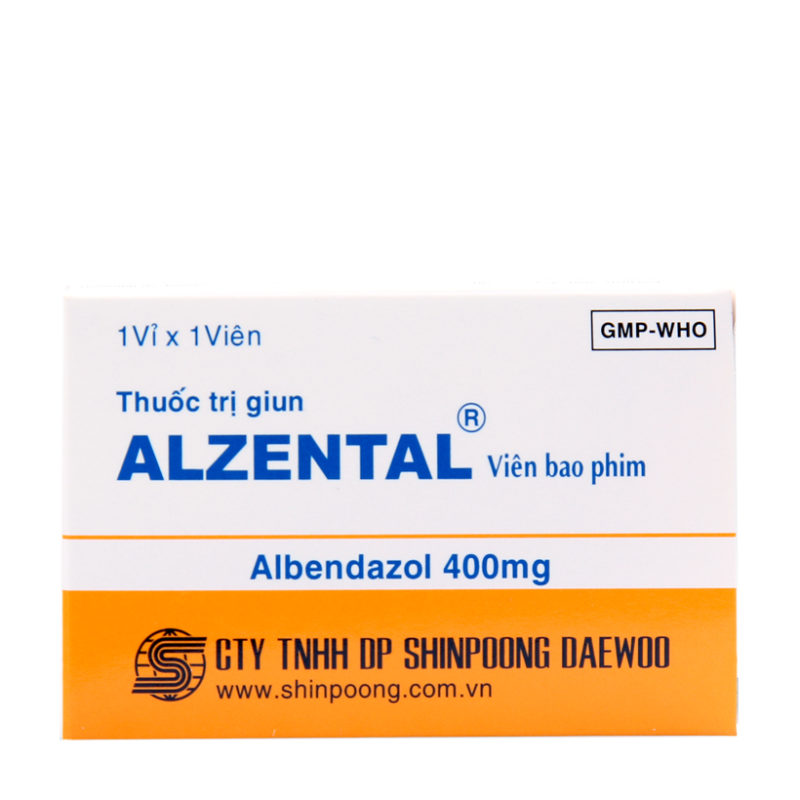 1Vỉ x 1Viên
GMP-WHO
Thuốc trị giun
ALZENTAL® Viên bao phim
Albendazol 400mg
CTY TNHH DP SHINPOONG DAEWOO
www.shinpoong.com.vn